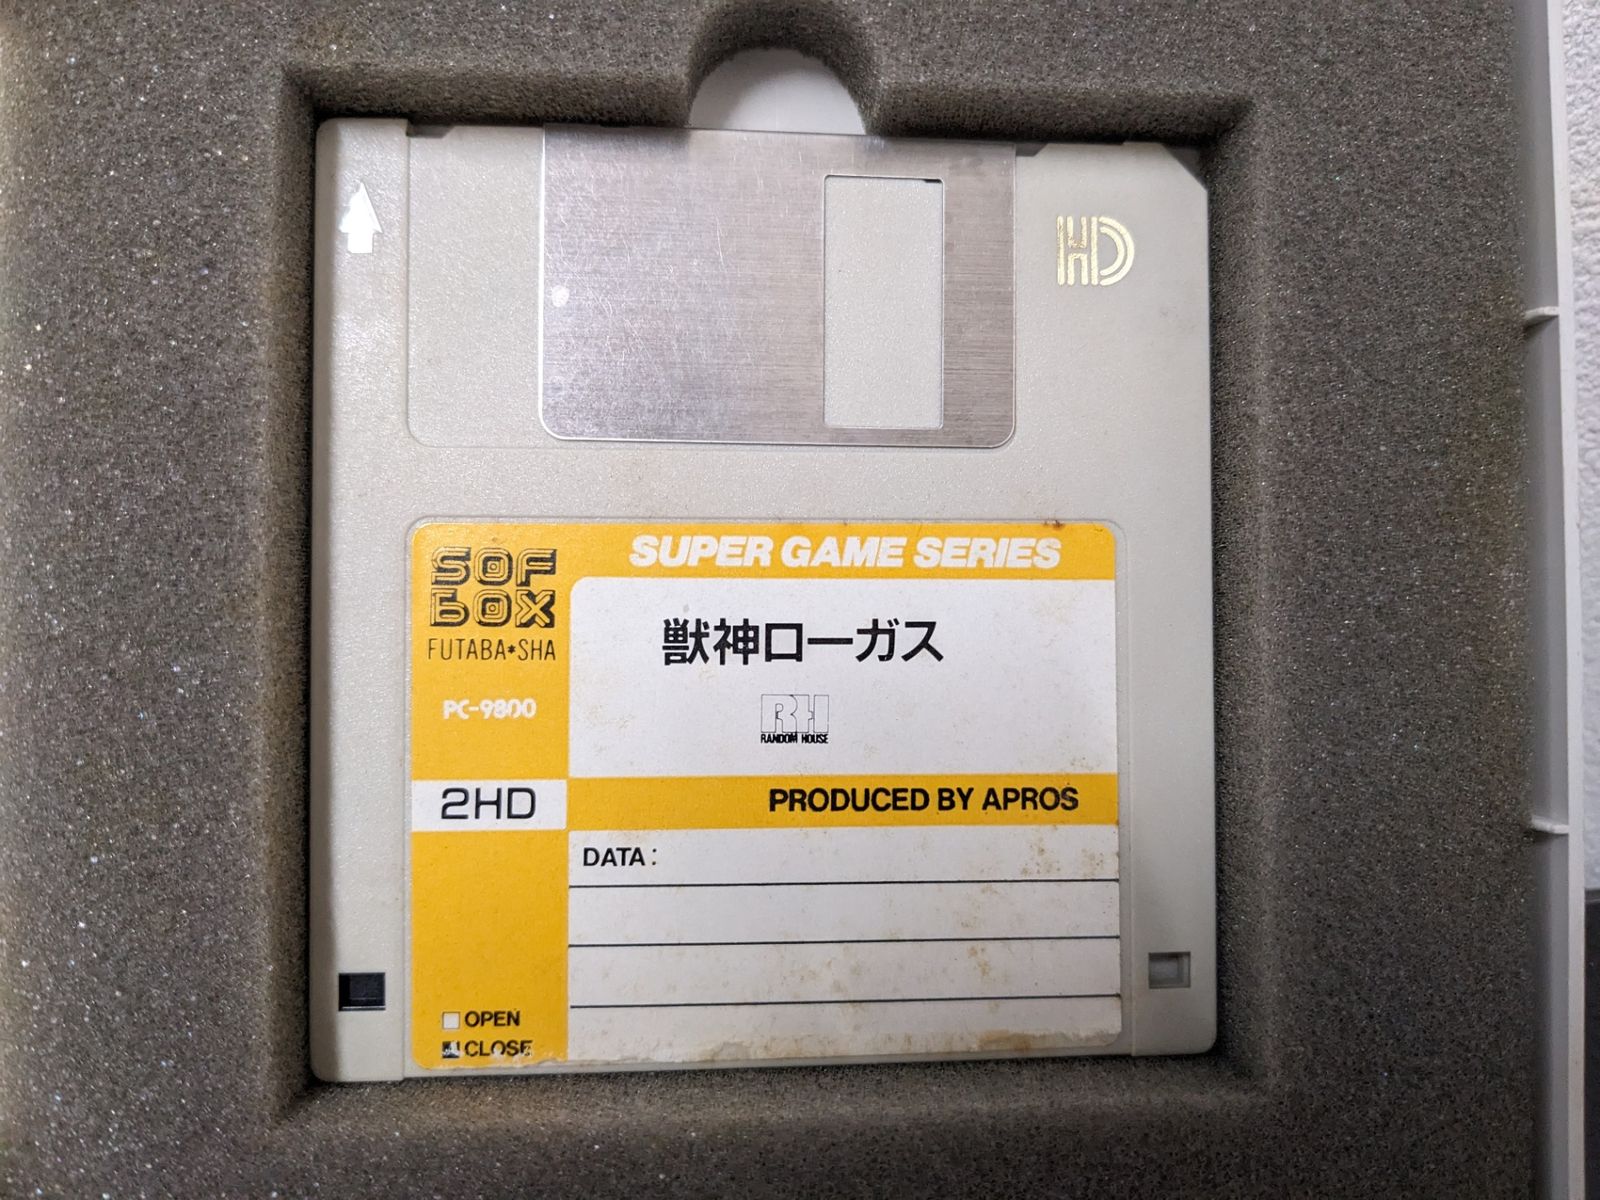 HD
SUPER GAME SERIES
SOF
BOX
FUTABA*SHA
獣神ローガス
RH
RANDOM HOUSE
PC-9800
2HD
PRODUCED BY APROS
DATA:
OPEN
CLOSE